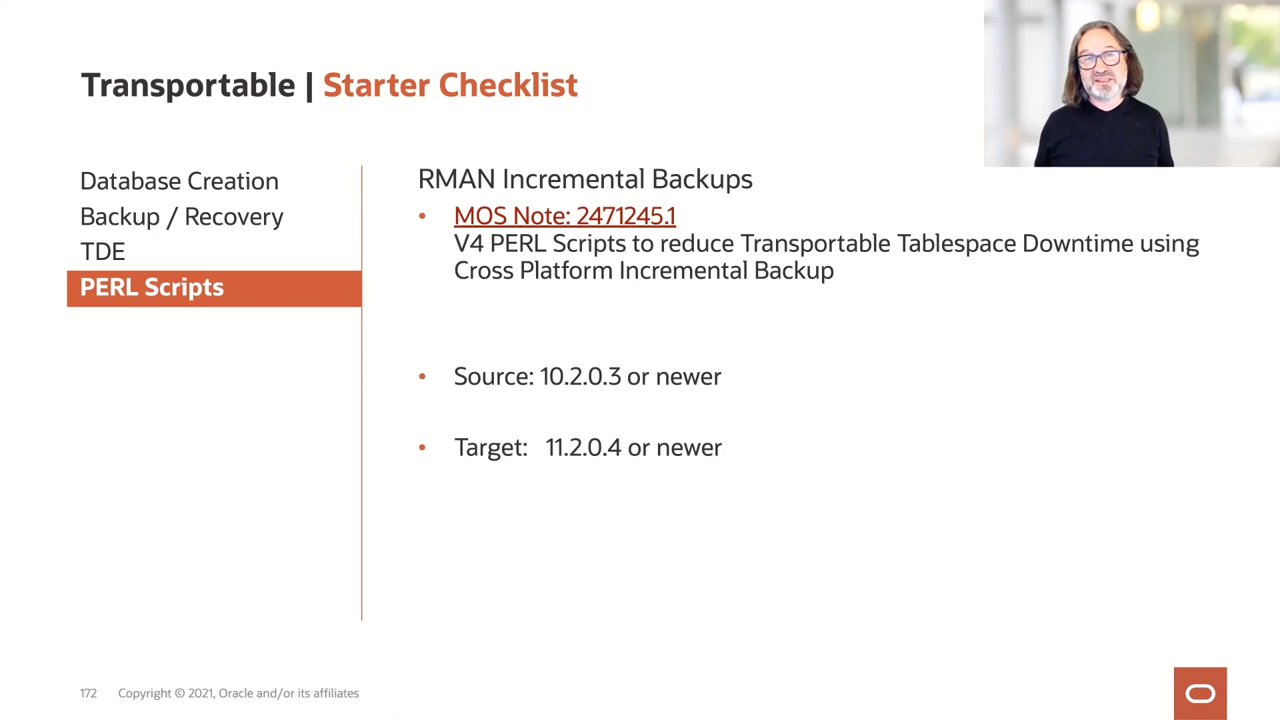 Transportable | Starter Checklist
Database Creation
Backup / Recovery
TDE
PERL Scripts
RMAN Incremental Backups
• MOS Note: 2471245.1
V4 PERL Scripts to reduce Transportable Tablespace Downtime using
Cross Platform Incremental Backup
• Source: 10.2.0.3 or newer
• Target: 11.2.0.4 or newer
172 Copyright © 2021, Oracle and/or its affiliates